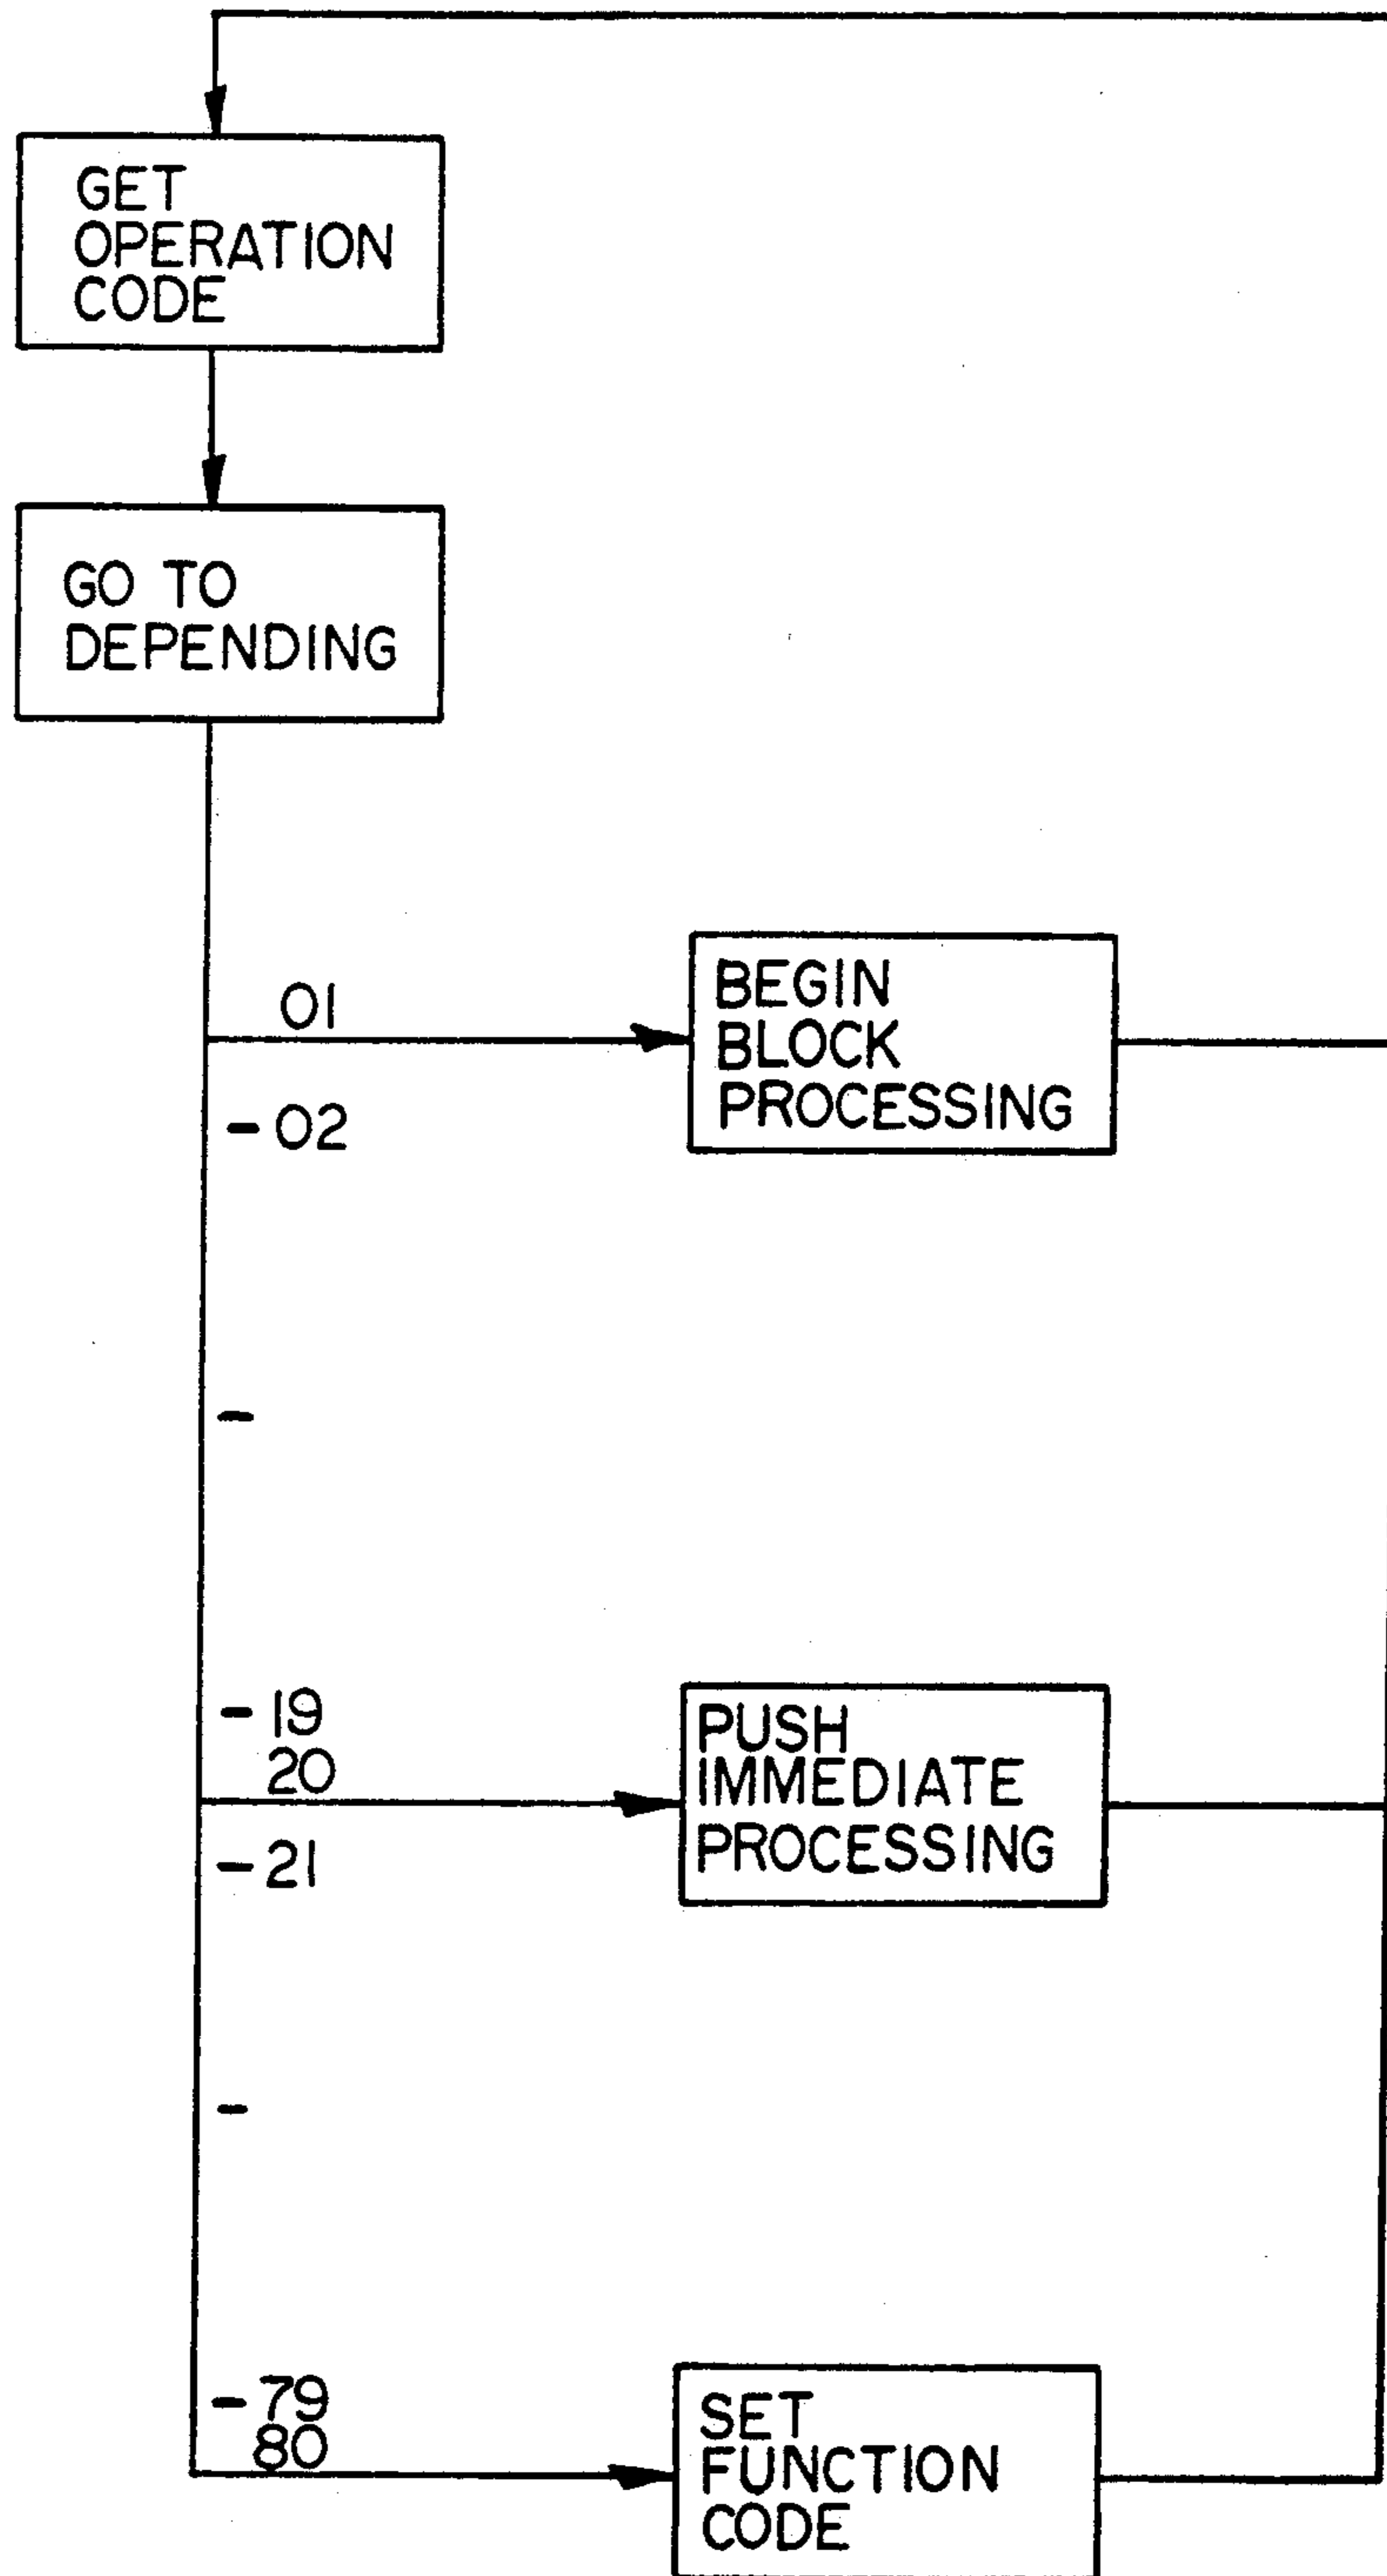 GET
OPERATION
CODE
GO TO
DEPENDING
01
BEGIN
BLOCK
PROCESSING
- 02
-
- 19
20
PUSH
IMMEDIATE
PROCESSING
- 21
-
- 79
80
SET
FUNCTION
CODE